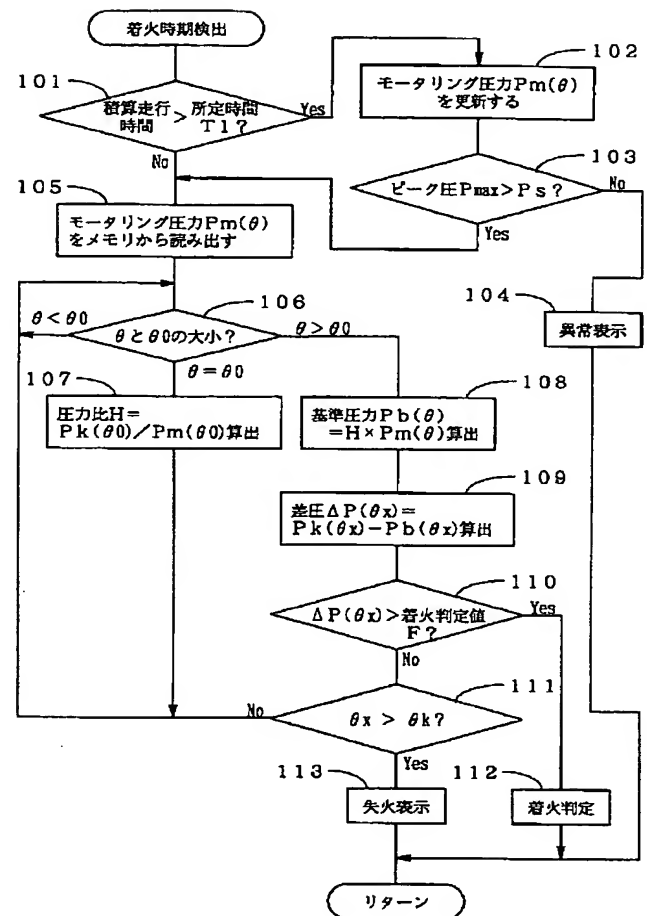 着火時期検出
101
積算走行
時間
>
所定時間
T1?
Yes
No
102
モータリング圧力Pm(θ)
を更新する
103
ピーク圧Pmax>Ps?
No
Yes
105
モータリング圧力Pm(θ)
をメモリから読み出す
104
異常表示
106
θ<θ0
θとθ0の大小?
θ>θ0
θ=θ0
107
圧力比H=
Pk(θ0)/Pm(θ0)算出
108
基準圧力Pb(θ)
=H×Pm(θ)算出
109
差圧ΔP(θx)=
Pk(θx)-Pb(θx)算出
110
ΔP(θx)>着火判定値
F?
Yes
No
111
θx > θk?
No
Yes
113
失火表示
112
着火判定
リターン